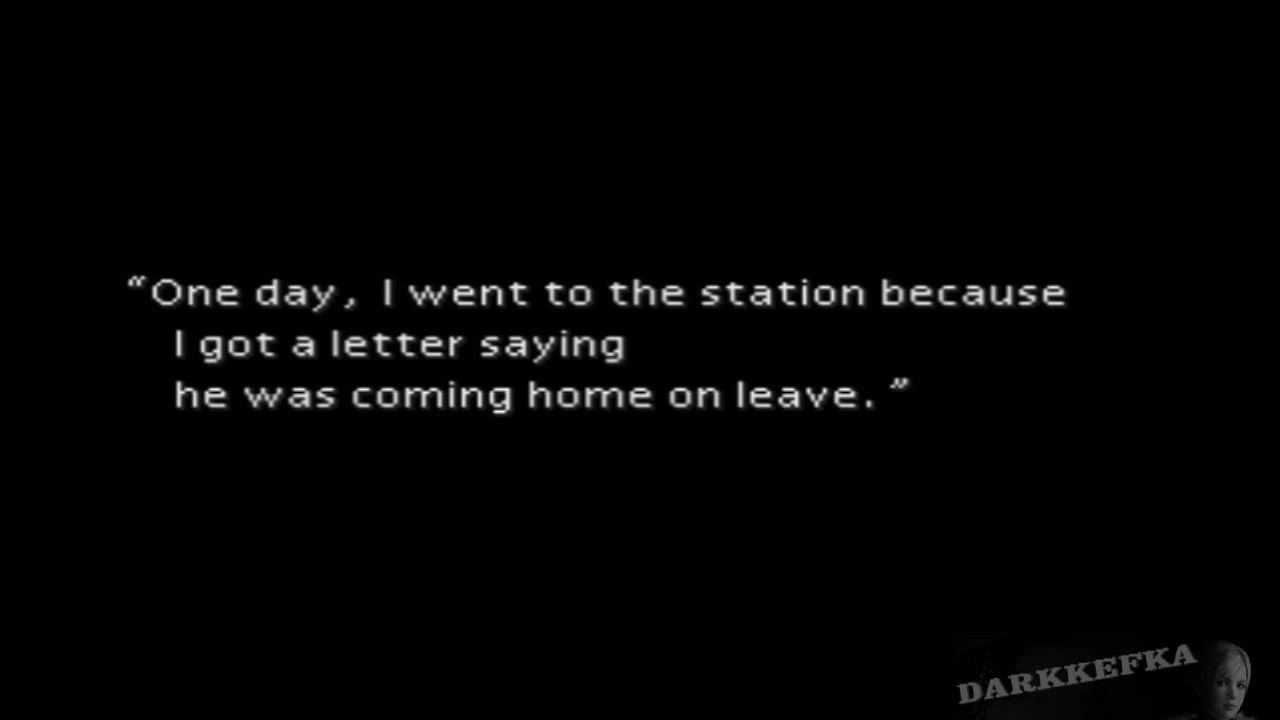 “One day, I went to the station because
I got a letter saying
he was coming home on leave.”
DARKKEFKA